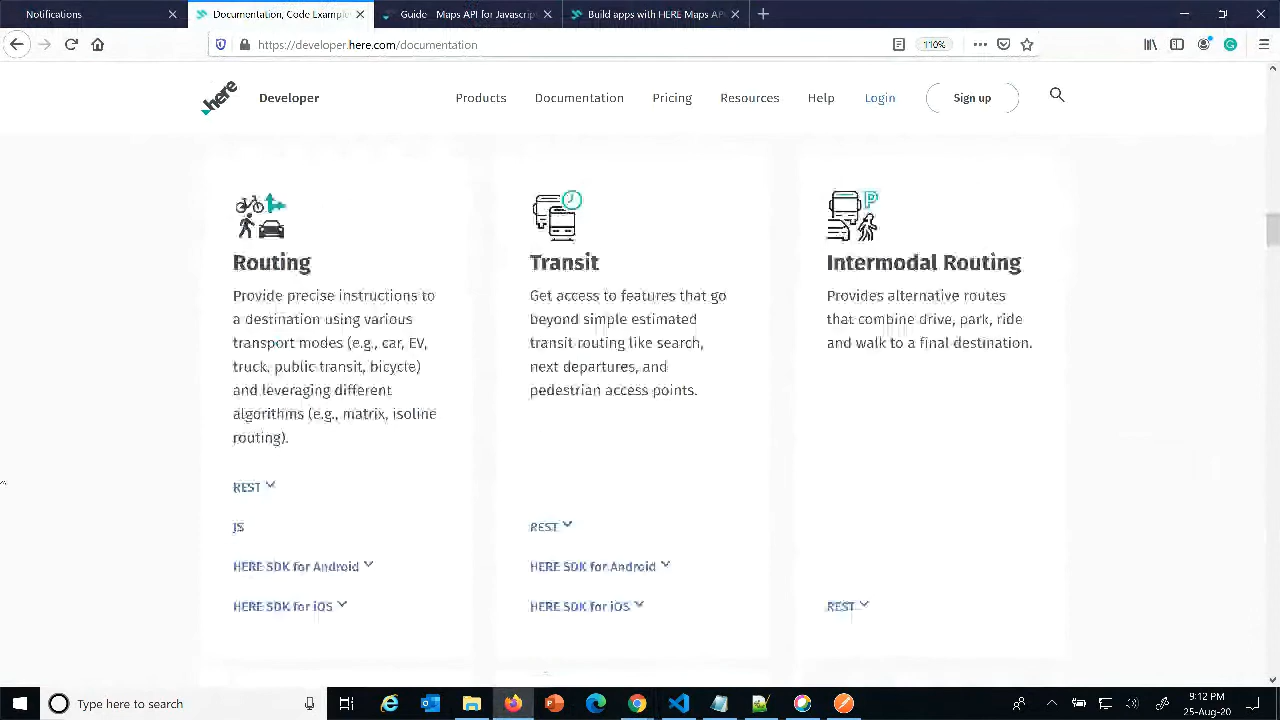 Notifications
Documentation, Code Example
Guide - Maps API for Javascript
Build apps with HERE Maps AP
https://developer.here.com/documentation
110%
here
Developer
Products
Documentation
Pricing
Resources
Help
Login
Sign up
Routing
Provide precise instructions to
a destination using various
transport modes (e.g., car, EV,
truck, public transit, bicycle)
and leveraging different
algorithms (e.g., matrix, isoline
routing).
REST
JS
HERE SDK for Android
HERE SDK for iOS
Transit
Get access to features that go
beyond simple estimated
transit routing like search,
next departures, and
pedestrian access points.
REST
HERE SDK for Android
HERE SDK for iOS
Intermodal Routing
Provides alternative routes
that combine drive, park, ride
and walk to a final destination.
REST
Type here to search
9:12 PM
25-Aug-20